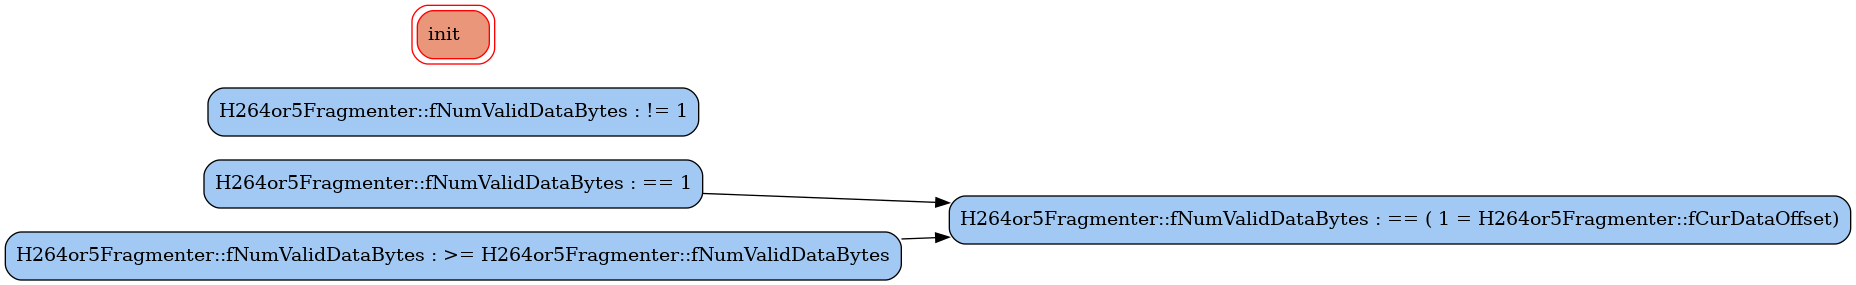 init
H264or5Fragmenter::fNumValidDataBytes : != 1
H264or5Fragmenter::fNumValidDataBytes : == 1
H264or5Fragmenter::fNumValidDataBytes : == ( 1 = H264or5Fragmenter::fCurDataOffset)
H264or5Fragmenter::fNumValidDataBytes : >= H264or5Fragmenter::fNumValidDataBytes